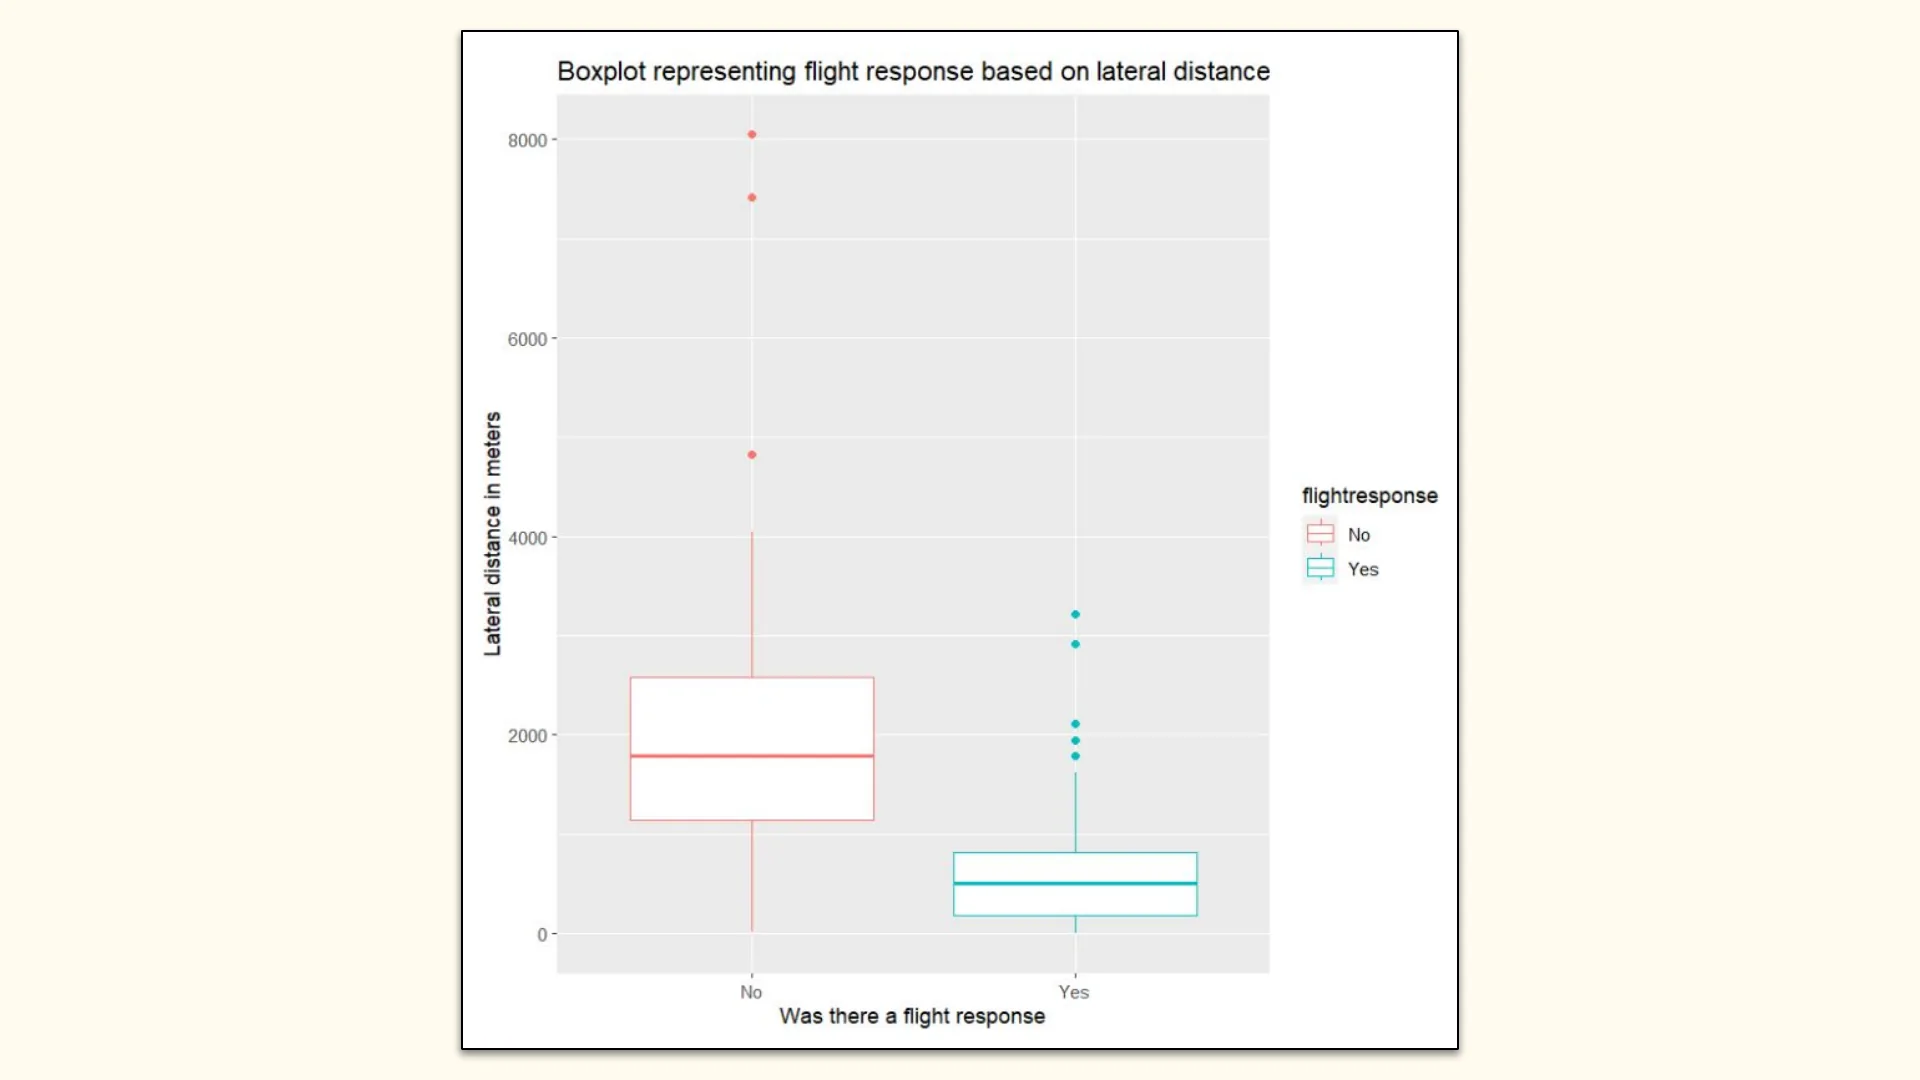 Boxplot representing flight response based on lateral distance
8000
6000
4000
2000
0
Lateral distance in meters
No
Yes
Was there a flight response
flightresponse
No
Yes